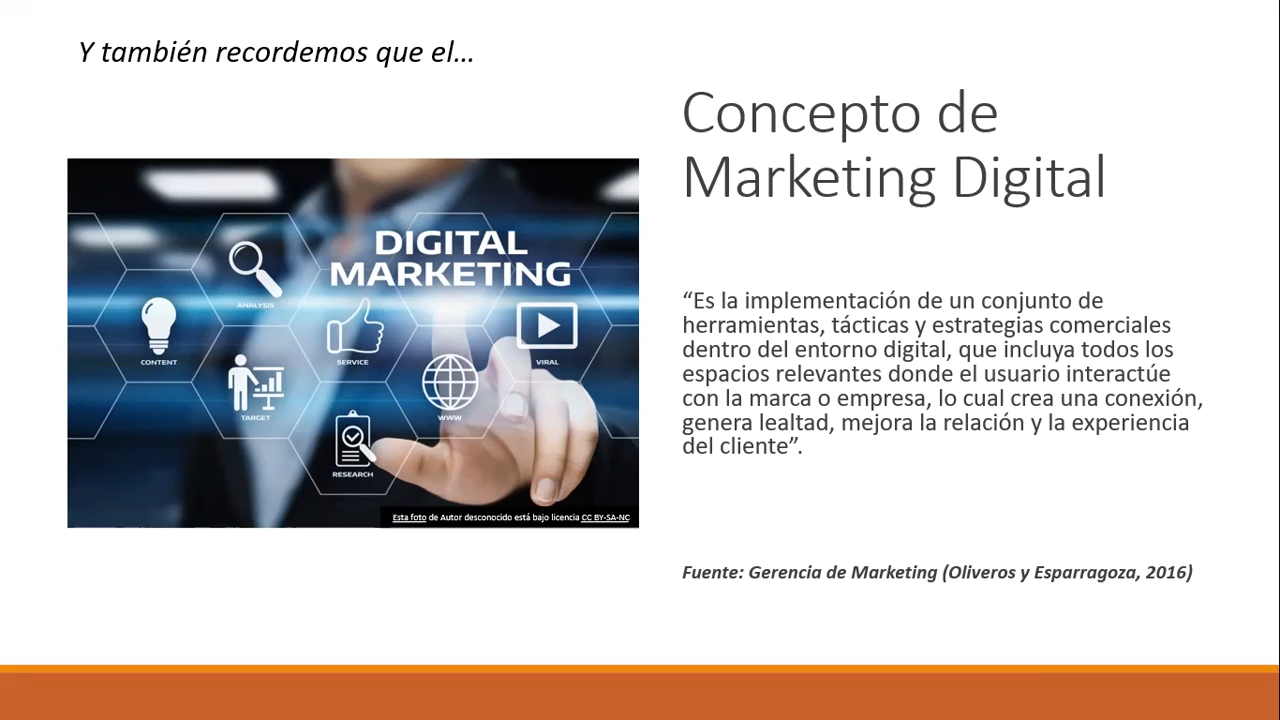 Y también recordemos que el...
Concepto de
Marketing Digital
DIGITAL
MARKETING
ANALYSIS
CONTENT
SERVICE
VIRAL
TARGET
WWW
RESEARCH
Esta foto de Autor desconocido está bajo licencia CC BY-SA-NC
“Es la implementación de un conjunto de
herramientas, tácticas y estrategias comerciales
dentro del entorno digital, que incluya todos los
espacios relevantes donde el usuario interactúe
con la marca o empresa, lo cual crea una conexión,
genera lealtad, mejora la relación y la experiencia
del cliente”.
Fuente: Gerencia de Marketing (Oliveros y Esparragoza, 2016)